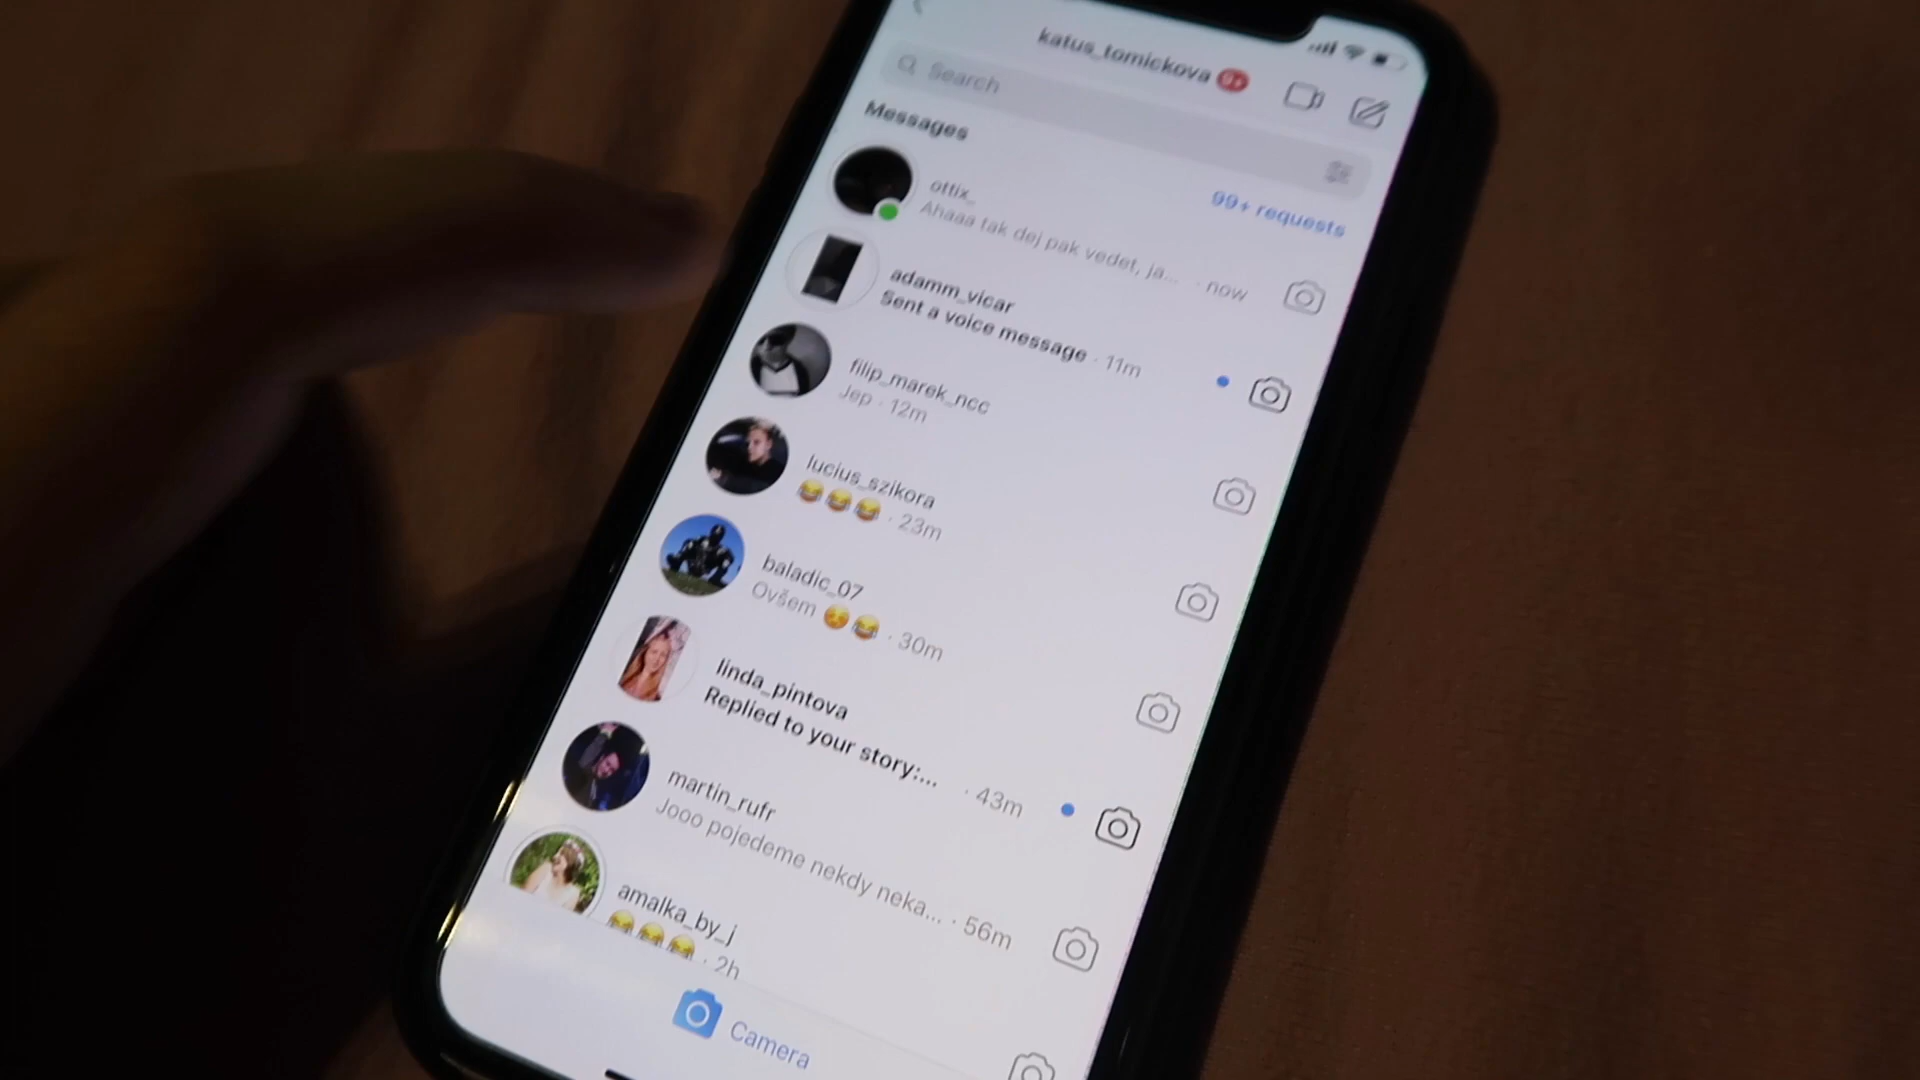 katus_tomickova 9+
Search
Messages
99+ requests
ottix_
Ahaaa tak dej pak vedet, ja... · now
adamm_vicar
Sent a voice message · 11m
filip_marek_ncc
Jep · 12m
lucius_szikora
😂😂😂 · 23m
baladic_07
Ovšem 😏😂 · 30m
linda_pintova
Replied to your story:... · 43m
martin_rufr
Jooo pojedeme nekdy neka... · 56m
amalka_by_j
😂😂😂 · 2h
Camera